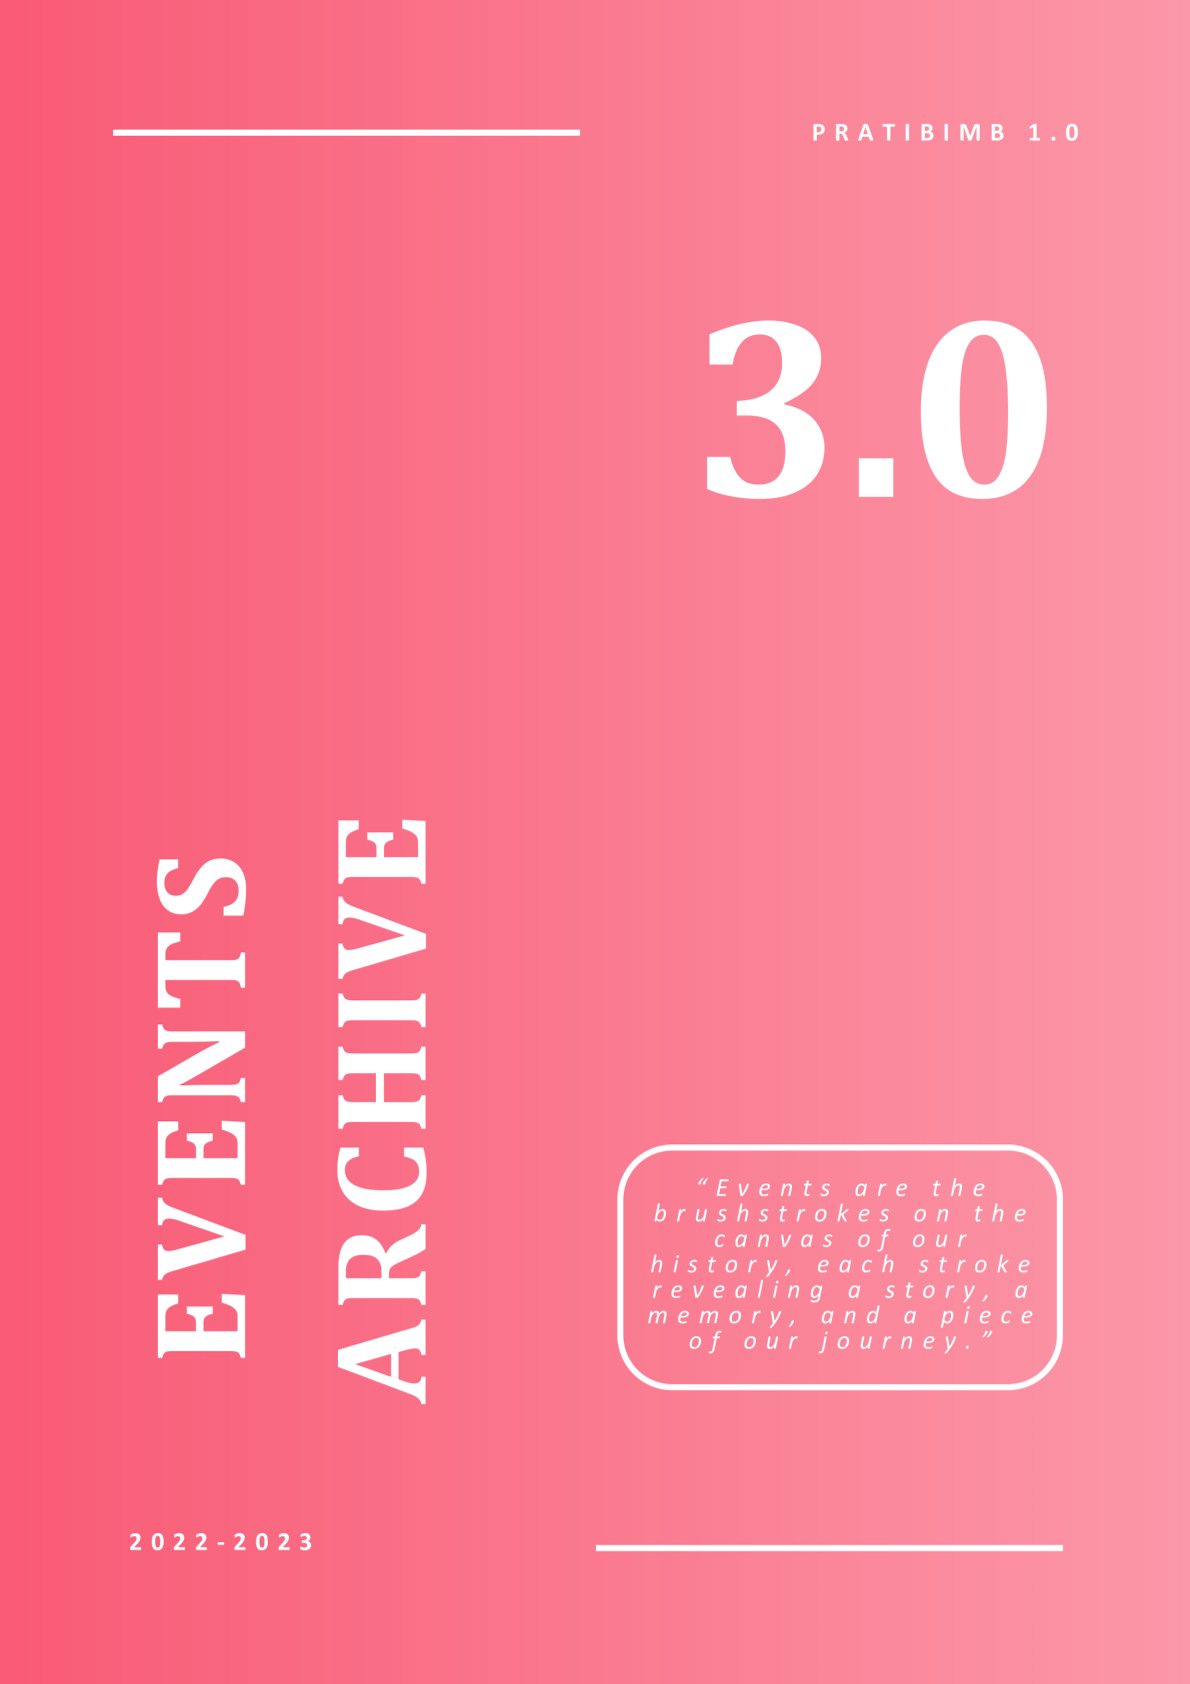 PRATIBIMB 1.0
3.0
EVENTS
ARCHIVE
“Events are the
brushstrokes on the
canvas of our
history, each stroke
revealing a story, a
memory, and a piece
of our journey.”
2022-2023